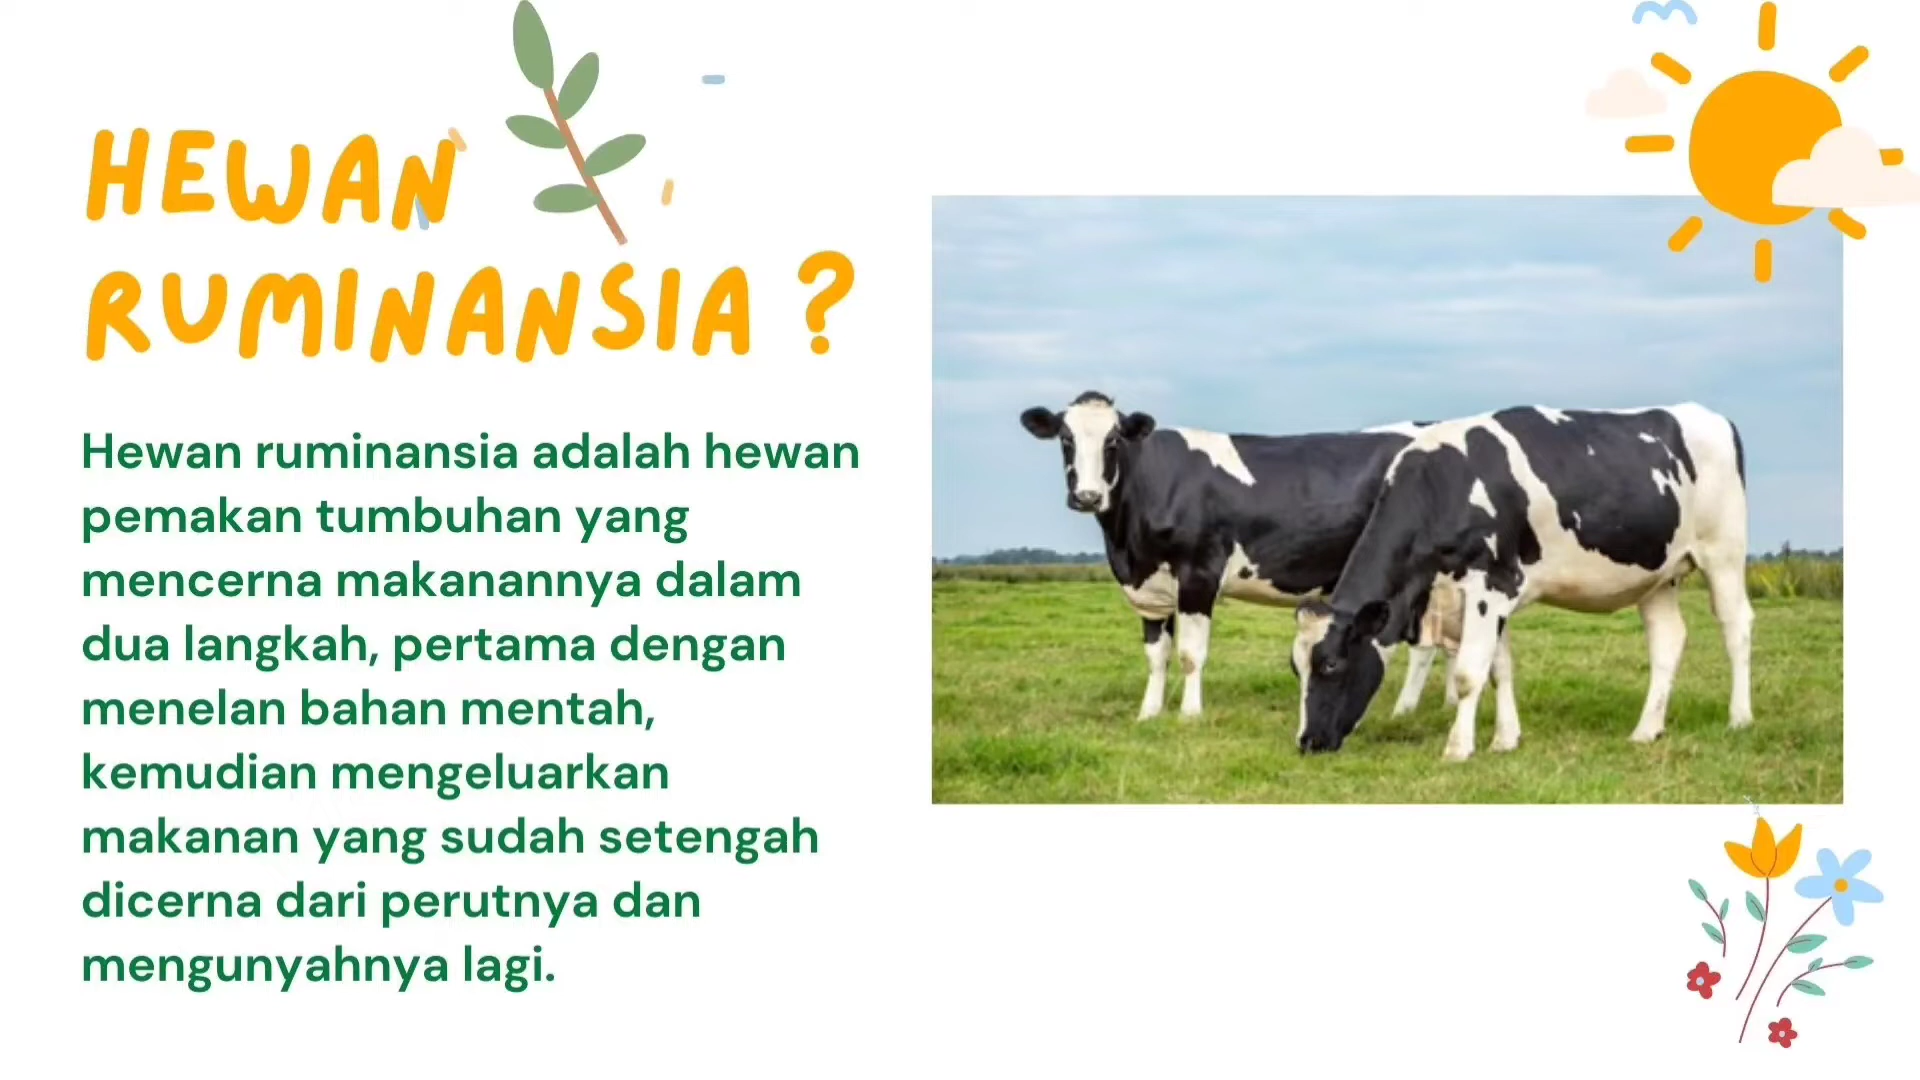 HEWAN
RUMINANSIA ?
Hewan ruminansia adalah hewan
pemakan tumbuhan yang
mencerna makanannya dalam
dua langkah, pertama dengan
menelan bahan mentah,
kemudian mengeluarkan
makanan yang sudah setengah
dicerna dari perutnya dan
mengunyahnya lagi.